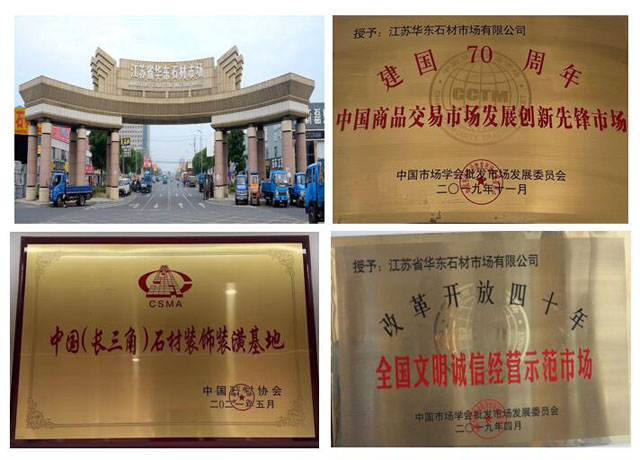 江苏省华东石材市场
授予：江苏华东石材市场有限公司
建国70周年
CCTM
中国商品交易市场发展创新先锋市场
中国市场学会批发市场发展委员会
二〇一九年十一月
CSMA
中国（长三角）石材装饰装潢基地
中国石材协会
二〇二一年五月
授予：江苏省华东石材市场有限公司
改革开放四十年
全国文明诚信经营示范市场
中国市场学会批发市场发展委员会
二〇一九年四月